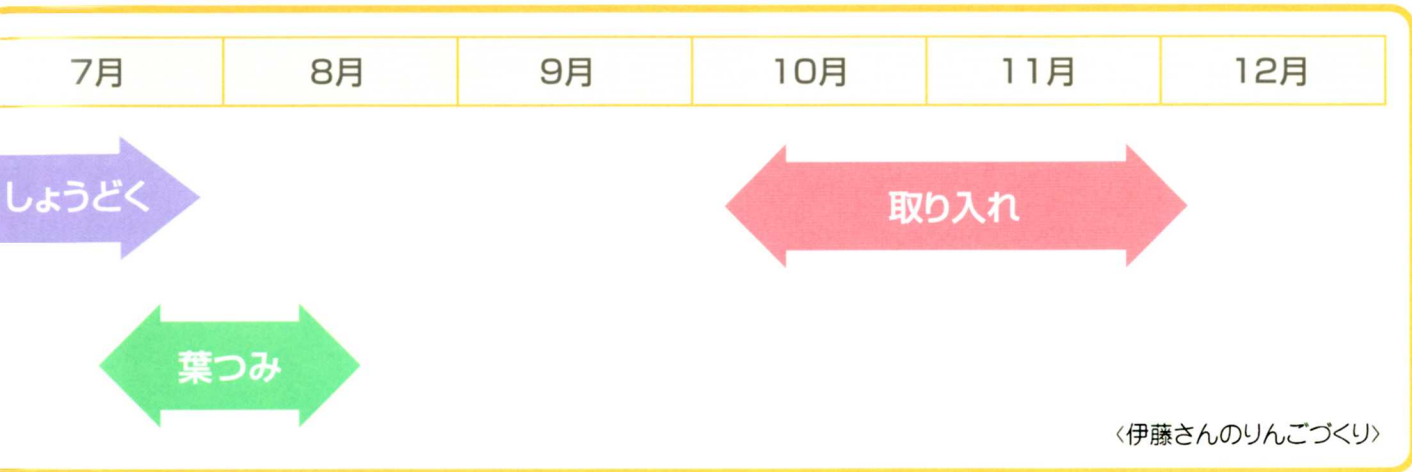 7月 8月 9月 10月 11月 12月
しょうどく
取り入れ
葉つみ
〈伊藤さんのりんごづくり〉